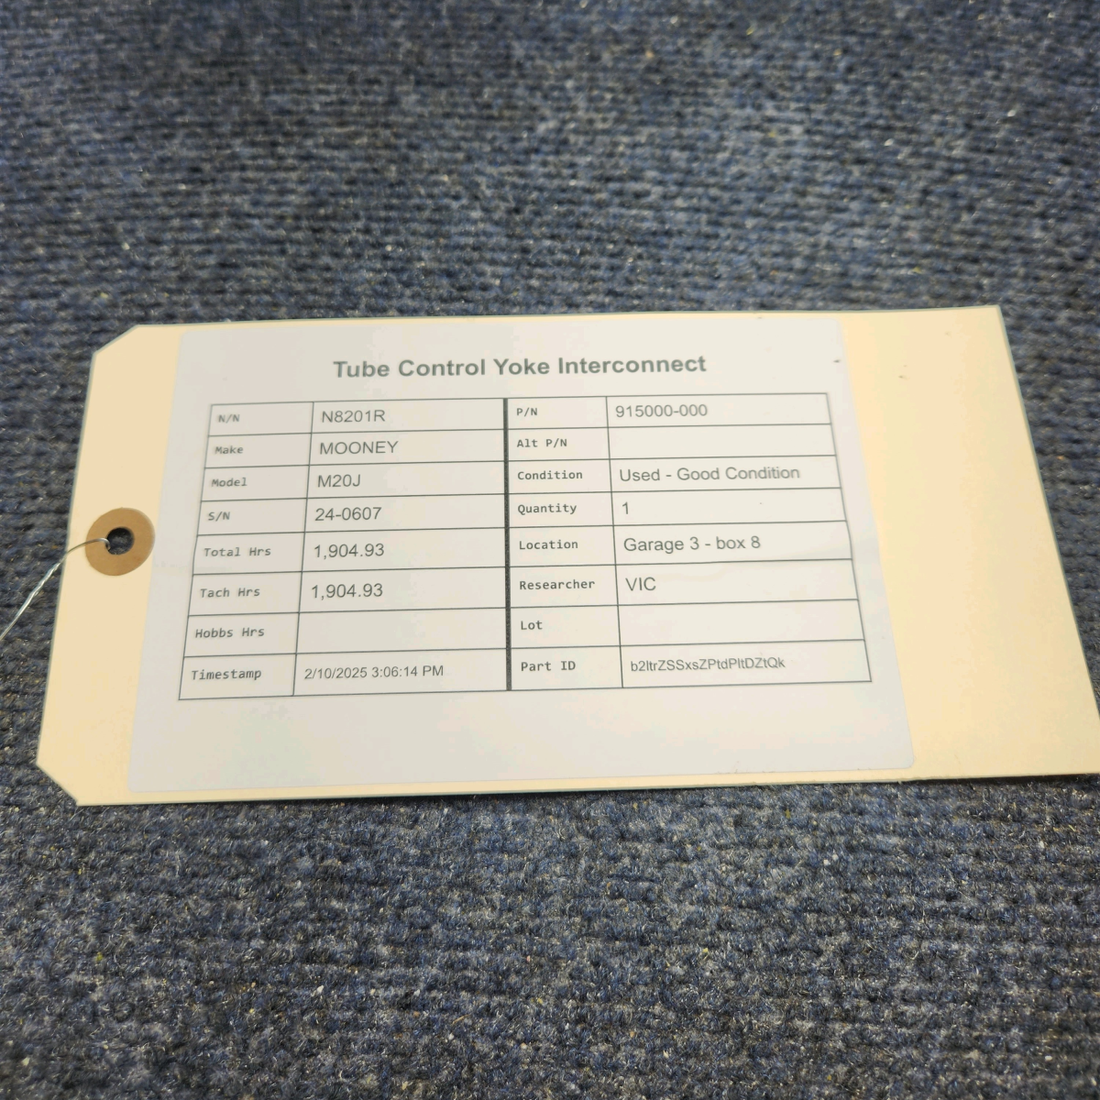 Tube Control Yoke Interconnect
N/N N8201R P/N 915000-000
Make MOONEY Alt P/N
Model M20J Condition Used - Good Condition
S/N 24-0607 Quantity 1
Total Hrs 1,904.93 Location Garage 3 - box 8
Tach Hrs 1,904.93 Researcher VIC
Hobbs Hrs Lot
Timestamp 2/10/2025 3:06:14 PM Part ID